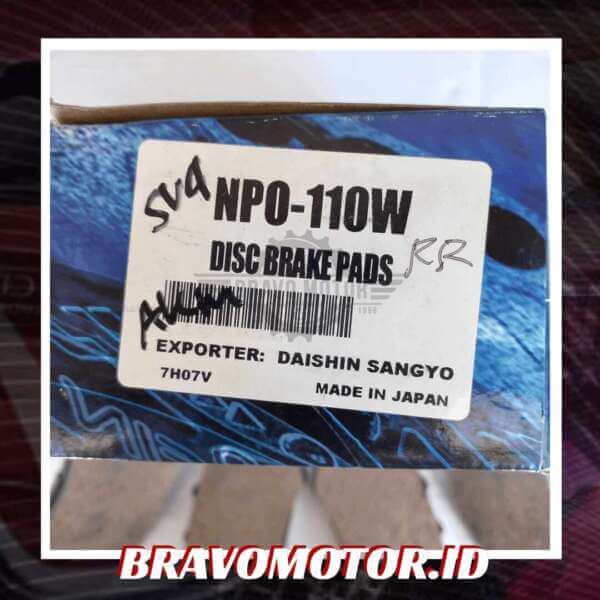 SVA NPO-110W
DISC BRAKE PADS RR
BRAVO MOTOR
EXPORTER: DAISHIN SANGYO
7H07V MADE IN JAPAN
BRAVOMOTOR.ID